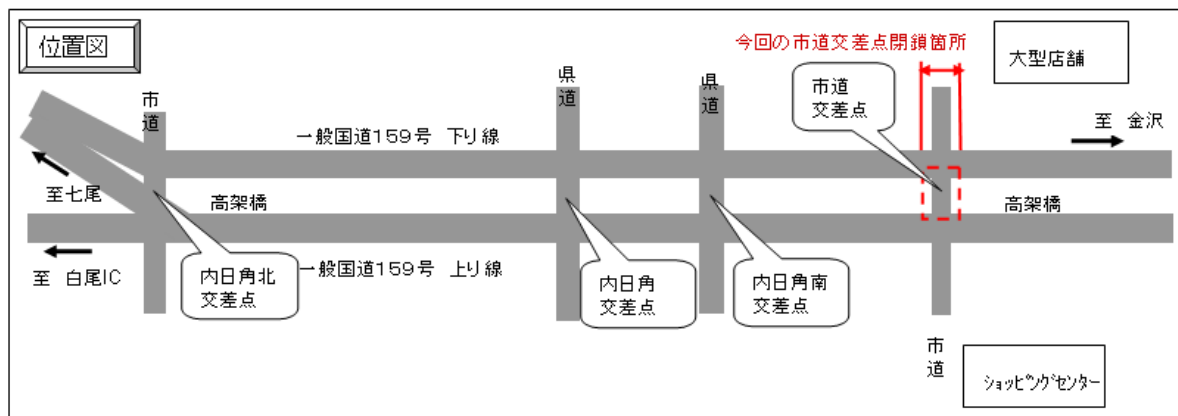 位置図
今回の市道交差点閉鎖箇所
大型店舗
市道
県道
県道
市道
交差点
一般国道159号 下り線
至 金沢
至七尾
高架橋
高架橋
至 白尾IC
内日角北
交差点
一般国道159号 上り線
内日角
交差点
内日角南
交差点
市道
ショッピングセンター